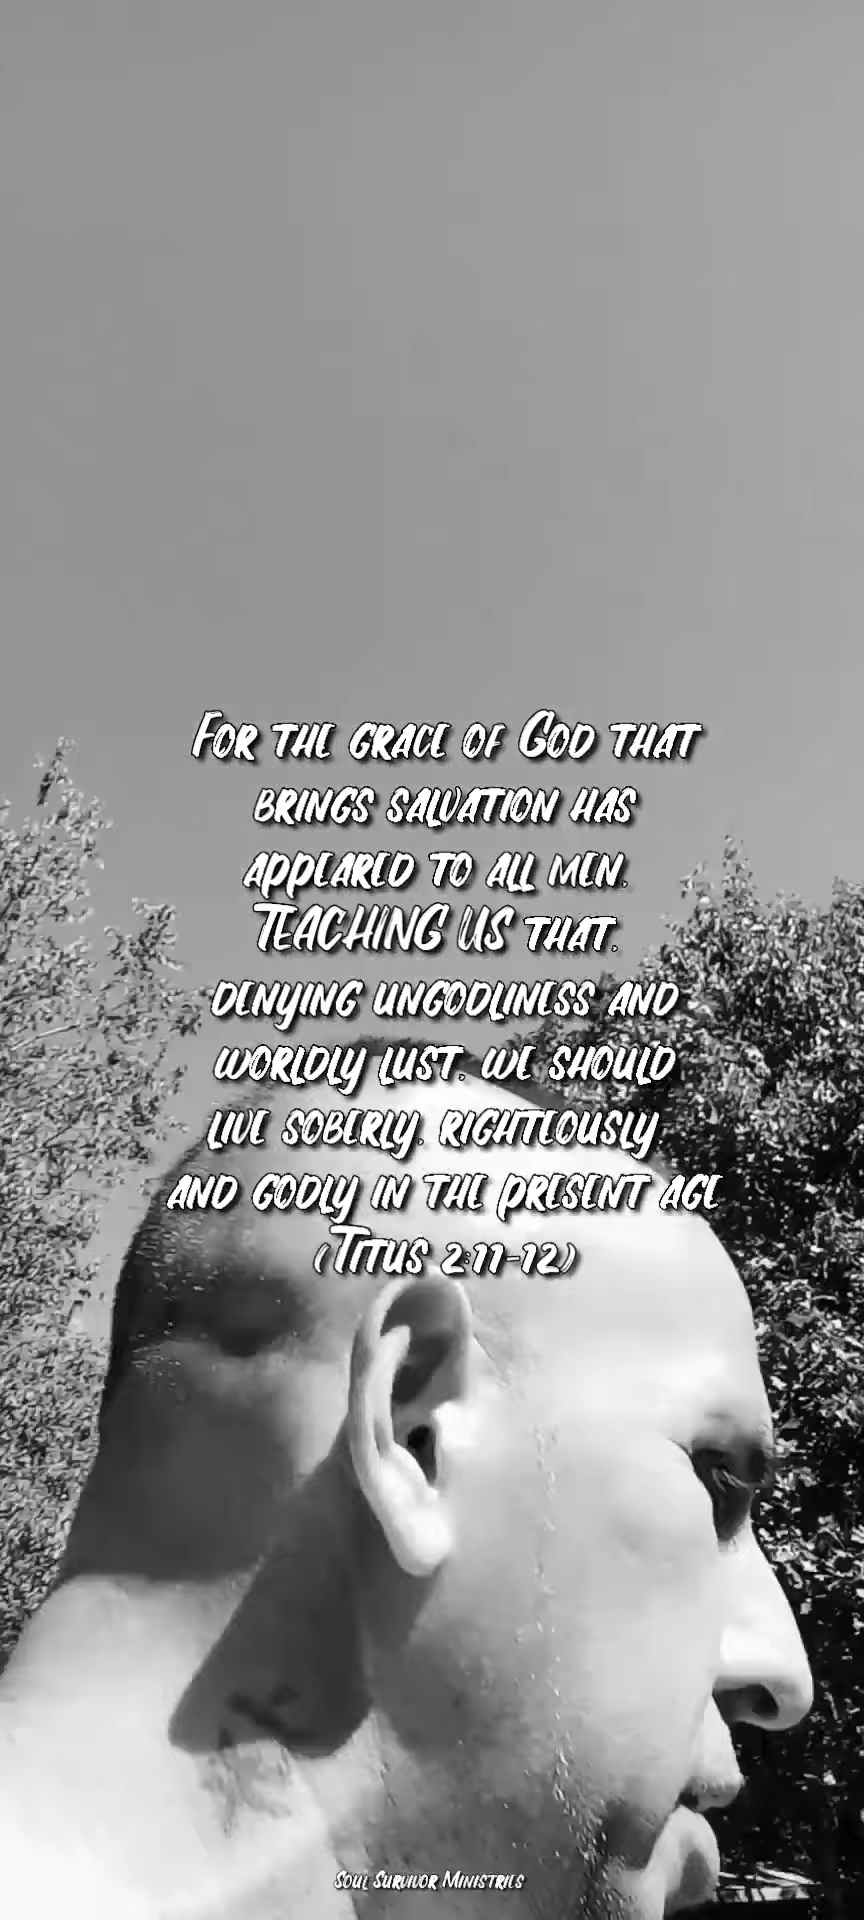 For the grace of God that
brings salvation has
appeared to all men,
TEACHING US that,
denying ungodliness and
worldly lust, we should
live soberly, righteously,
and godly in the present age
(Titus 2:11-12)
Soul Survivor Ministries